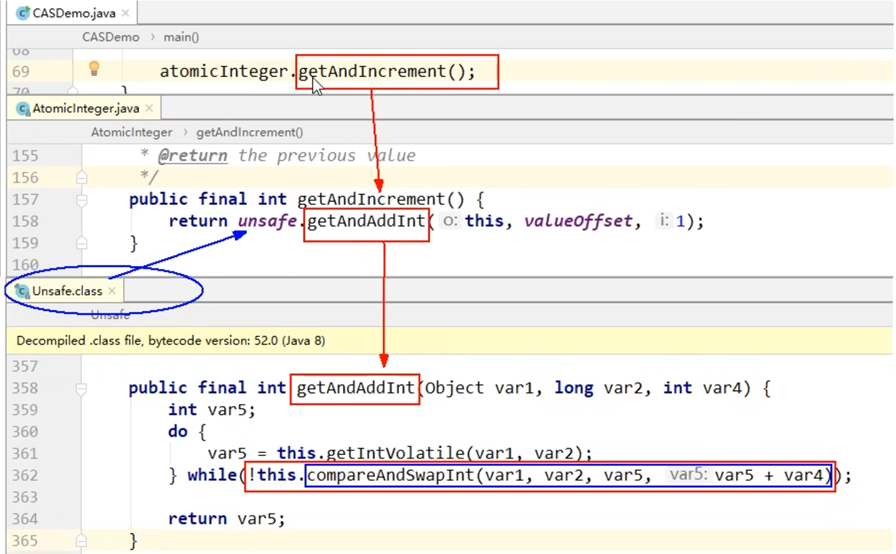 CASDemo.java ×
CASDemo › main()
68
69 atomicInteger.getAndIncrement();
70 }
AtomicInteger.java ×
AtomicInteger › getAndIncrement()
155 * @return the previous value
156 */
157 public final int getAndIncrement() {
158 return unsafe.getAndAddInt( o: this, valueOffset, i: 1);
159 }
160
Unsafe.class ×
Unsafe
Decompiled .class file, bytecode version: 52.0 (Java 8)
357
358 public final int getAndAddInt(Object var1, long var2, int var4) {
359 int var5;
360 do {
361 var5 = this.getIntVolatile(var1, var2);
362 } while(!this.compareAndSwapInt(var1, var2, var5, var5: var5 + var4));
363
364 return var5;
365 }